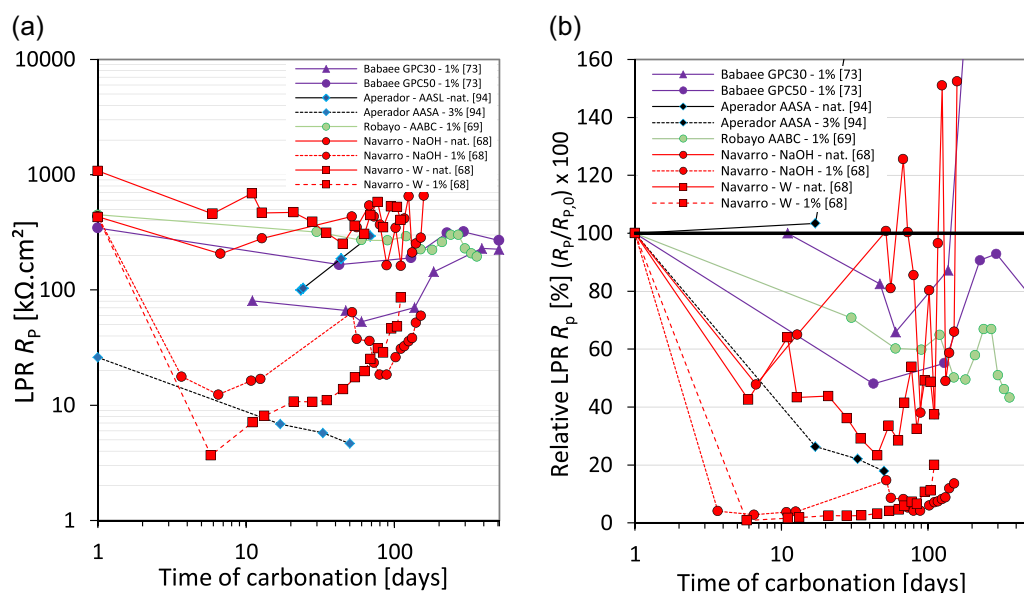 (a)
10000
1000
100
10
1
1
10
100
LPR RP [kΩ.cm²]
Time of carbonation [days]
Babaee GPC30 - 1% [73]
Babaee GPC50 - 1% [73]
Aperador - AASL -nat. [94]
Aperador AASA - 3% [94]
Robayo - AABC - 1% [69]
Navarro - NaOH - nat. [68]
Navarro - NaOH - 1% [68]
Navarro - W - nat. [68]
Navarro - W - 1% [68]
(b)
160
140
120
100
80
60
40
20
0
1
10
100
Relative LPR Rp [%] (RP/RP,0) x 100
Time of carbonation [days]
Babaee GPC30 - 1% [73]
Babaee GPC50 - 1% [73]
Aperador AASA - nat. [94]
Aperador AASA - 3% [94]
Robayo AABC - 1% [69]
Navarro - NaOH - nat. [68]
Navarro - NaOH - 1% [68]
Navarro - W - nat. [68]
Navarro - W - 1% [68]